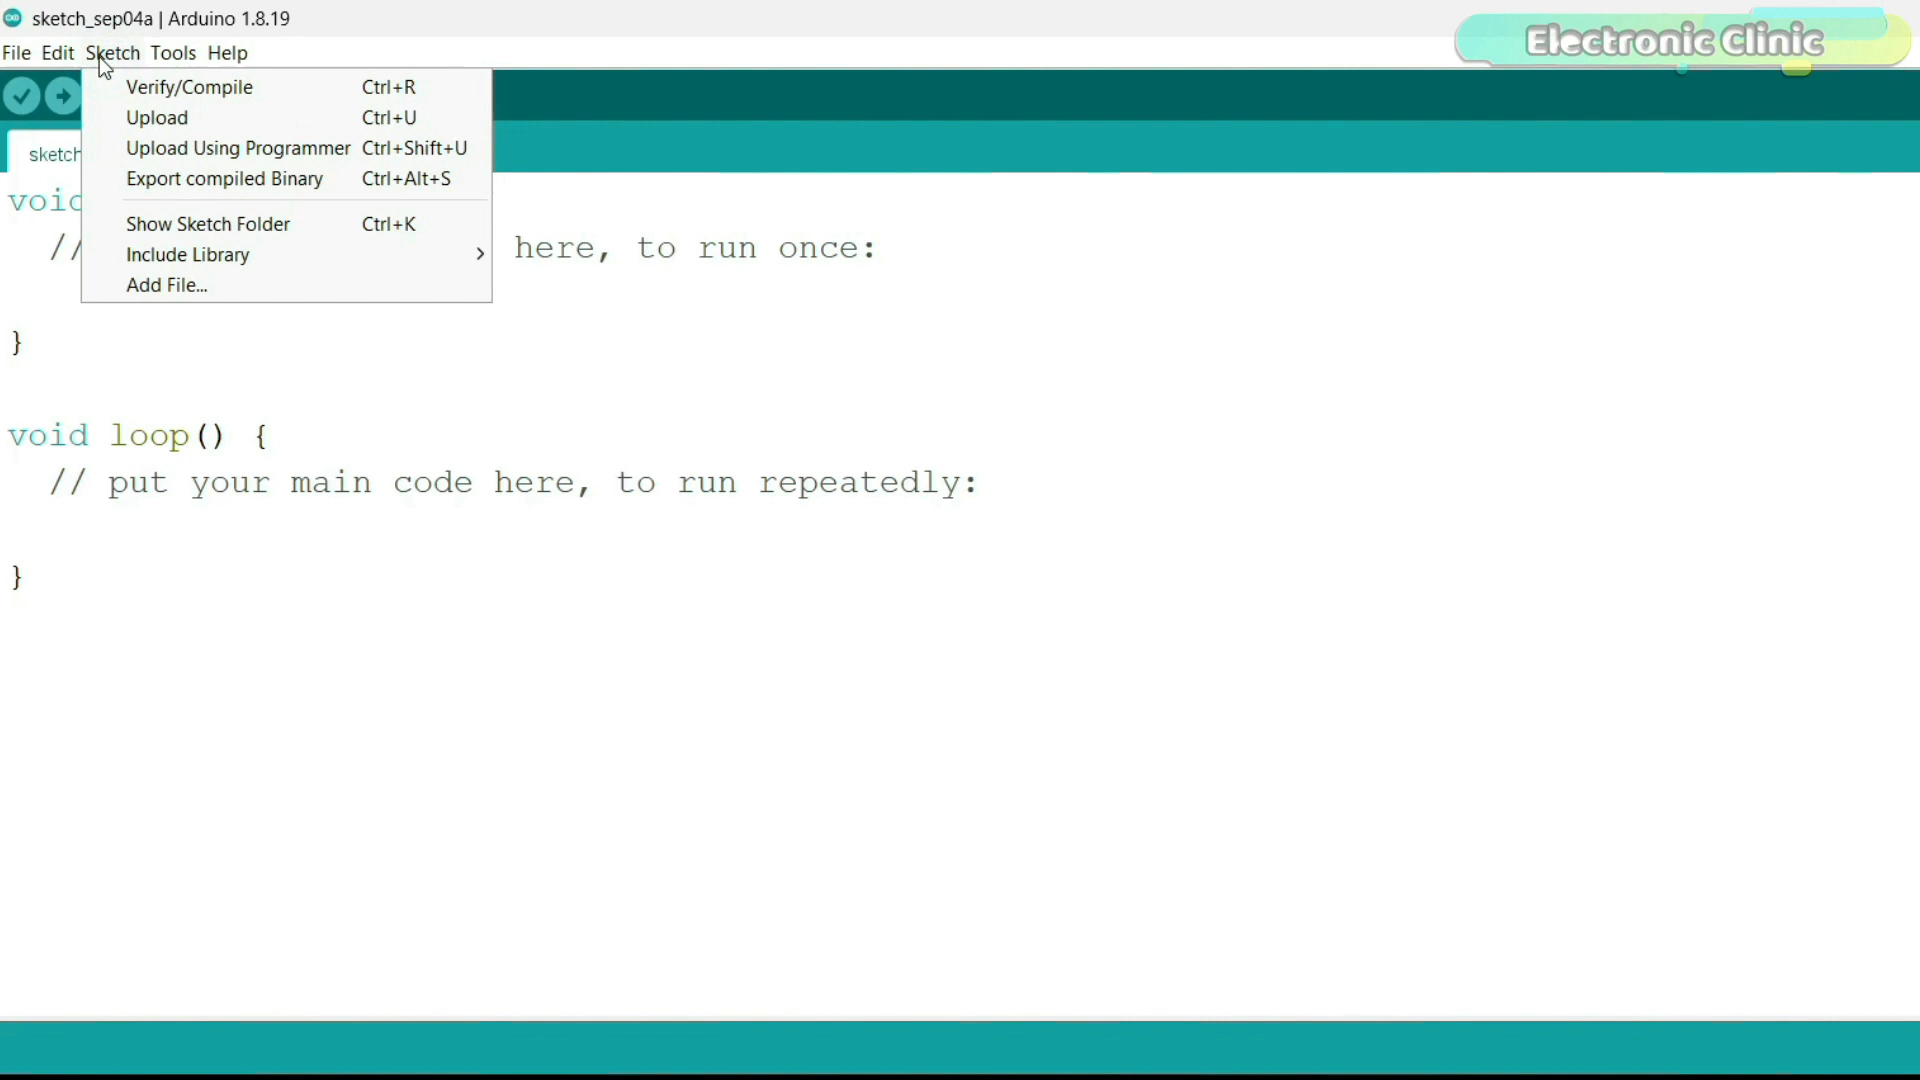 sketch_sep04a | Arduino 1.8.19
Electronic Clinic
File Edit Sketch Tools Help
Verify/Compile Ctrl+R
Upload Ctrl+U
Upload Using Programmer Ctrl+Shift+U
sketch
Export compiled Binary Ctrl+Alt+S
void
Show Sketch Folder Ctrl+K
// here, to run once:
Include Library >
Add File...
}
void loop() {
// put your main code here, to run repeatedly:
}